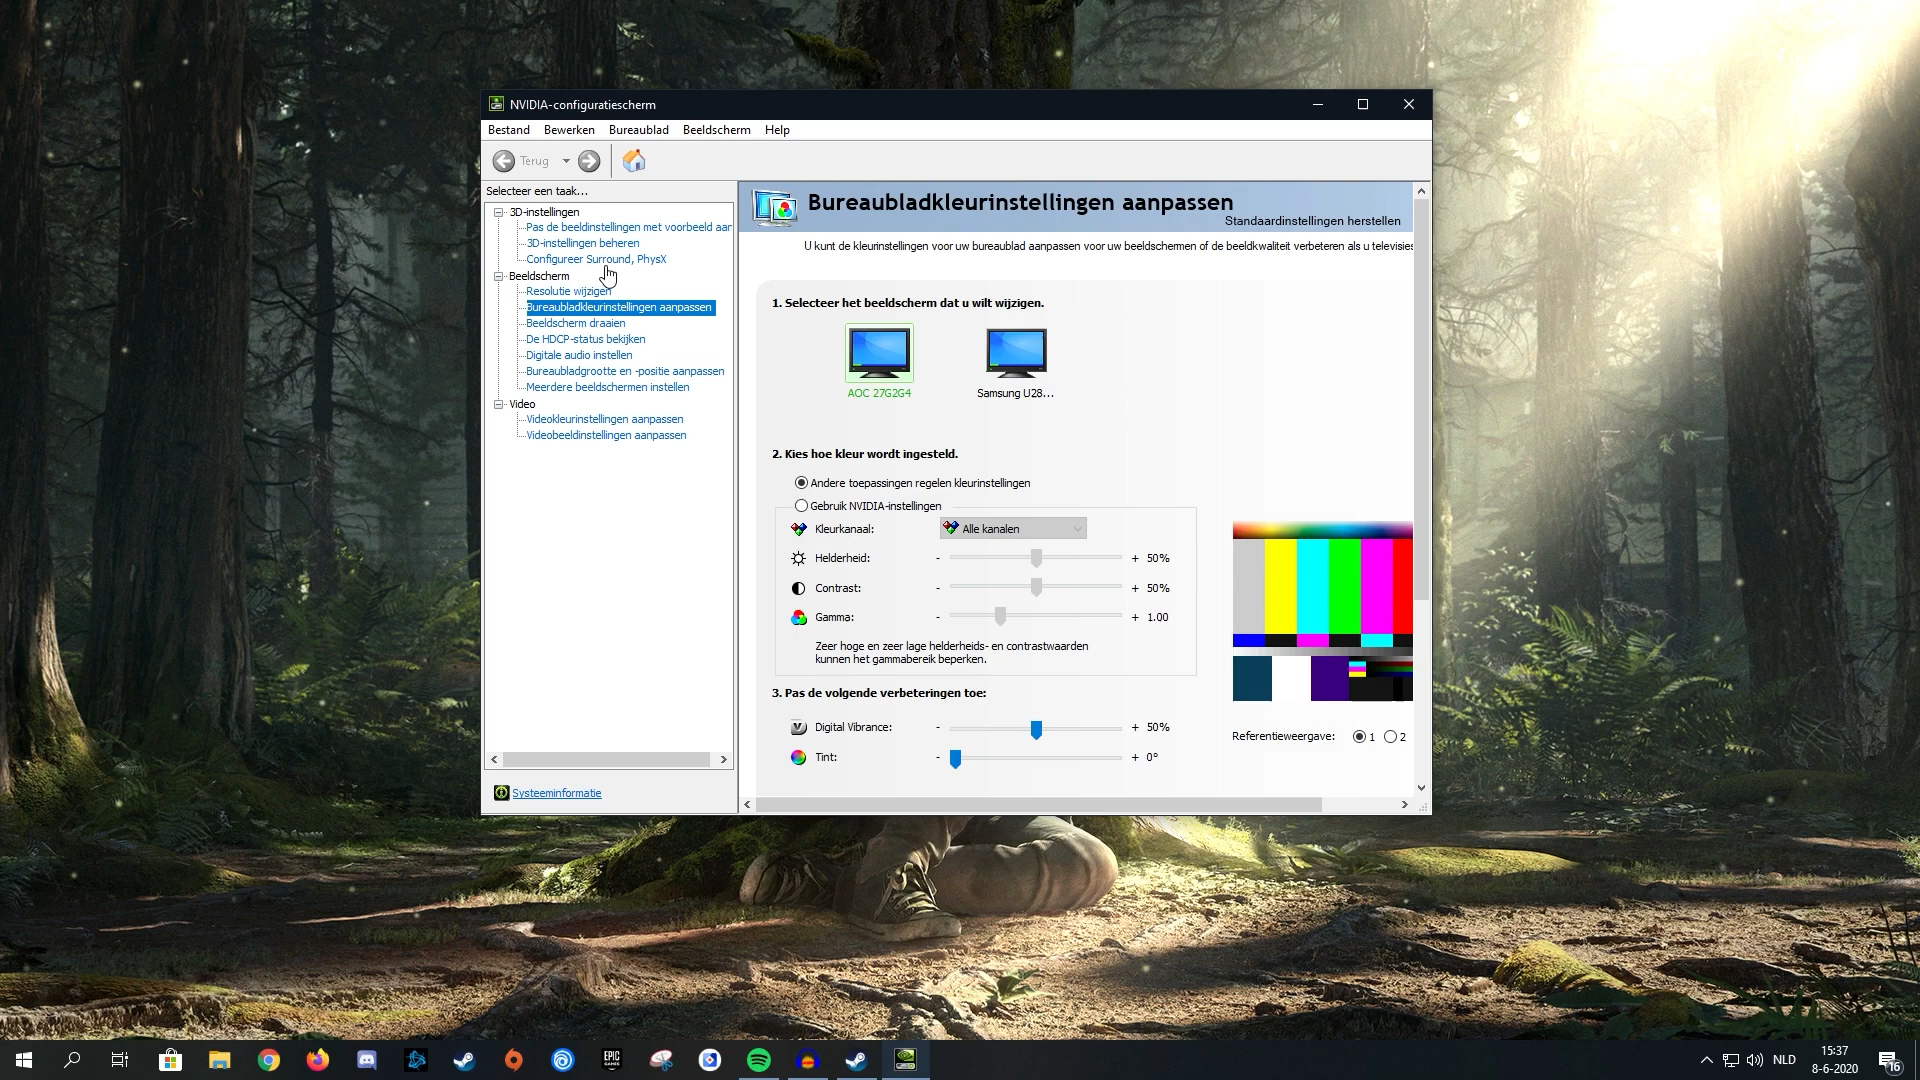 NVIDIA-configuratiescherm
Bestand Bewerken Bureaublad Beeldscherm Help
Terug
Selecteer een taak...
3D-instellingen
Pas de beeldinstellingen met voorbeeld aan
3D-instellingen beheren
Configureer Surround, PhysX
Beeldscherm
Resolutie wijzigen
Bureaubladkleurinstellingen aanpassen
Beeldscherm draaien
De HDCP-status bekijken
Digitale audio instellen
Bureaubladgrootte en -positie aanpassen
Meerdere beeldschermen instellen
Video
Videokleurinstellingen aanpassen
Videobeeldinstellingen aanpassen
Systeeminformatie
Bureaubladkleurinstellingen aanpassen
Standaardinstellingen herstellen
U kunt de kleurinstellingen voor uw bureaublad aanpassen voor uw beeldschermen of de beeldkwaliteit verbeteren als u televisies
1. Selecteer het beeldscherm dat u wilt wijzigen.
AOC 27G2G4 Samsung U28...
2. Kies hoe kleur wordt ingesteld.
Andere toepassingen regelen kleurinstellingen
Gebruik NVIDIA-instellingen
Kleurkanaal: Alle kanalen
Helderheid: - + 50%
Contrast: - + 50%
Gamma: - + 1.00
Zeer hoge en zeer lage helderheids- en contrastwaarden
kunnen het gammabereik beperken.
3. Pas de volgende verbeteringen toe:
Digital Vibrance: - + 50%
Tint: - + 0°
Referentieweergave: 1 2
EPIC
GAMES
NLD
15:37
8-6-2020
16